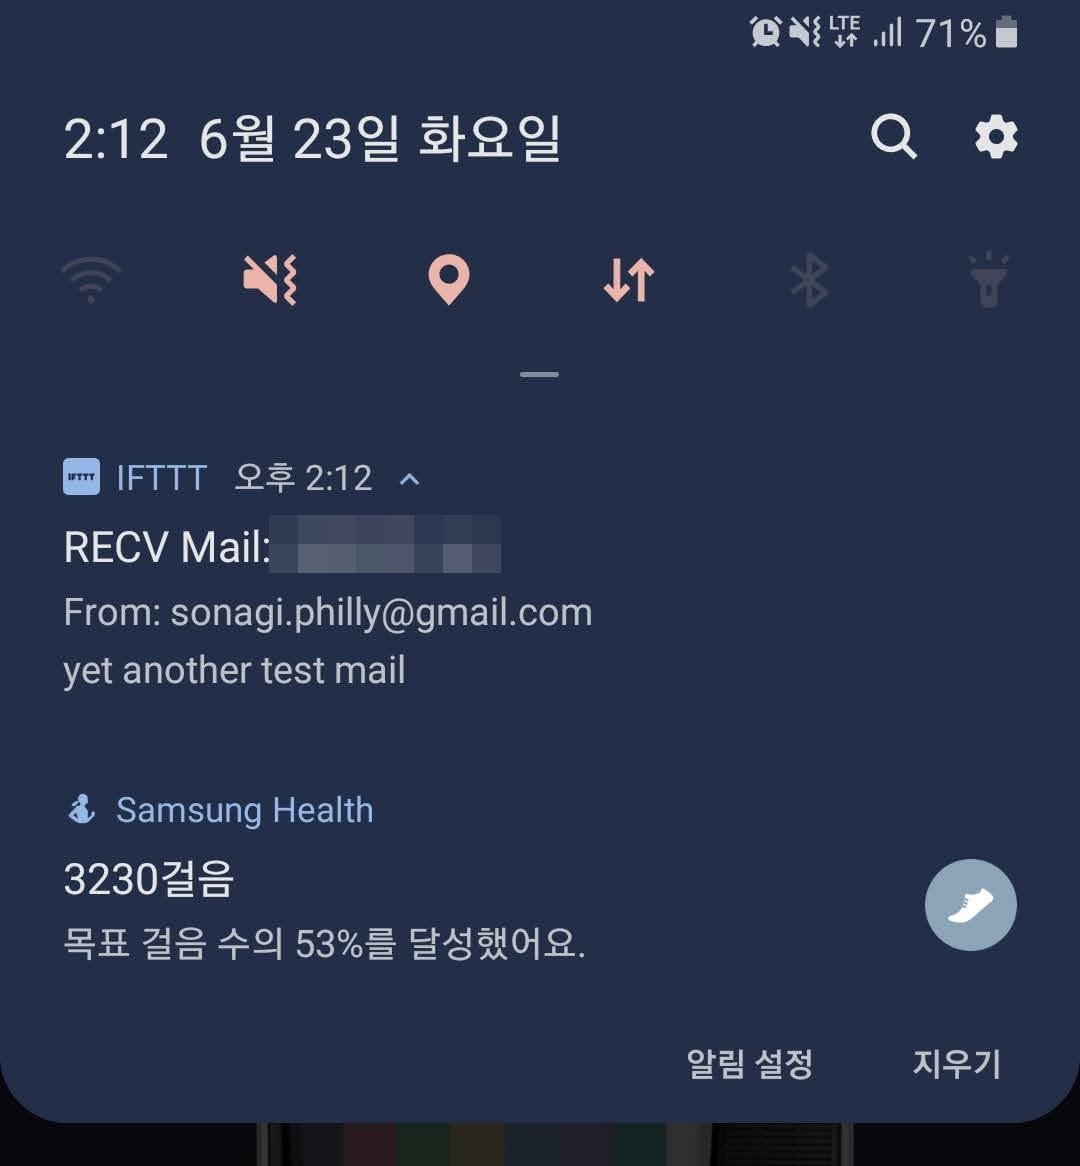 LTE 71%
2:12 6월 23일 화요일
IFTTT IFTTT 오후 2:12
RECV Mail:
From: sonagi.philly@gmail.com
yet another test mail
Samsung Health
3230걸음
목표 걸음 수의 53%를 달성했어요.
알림 설정 지우기